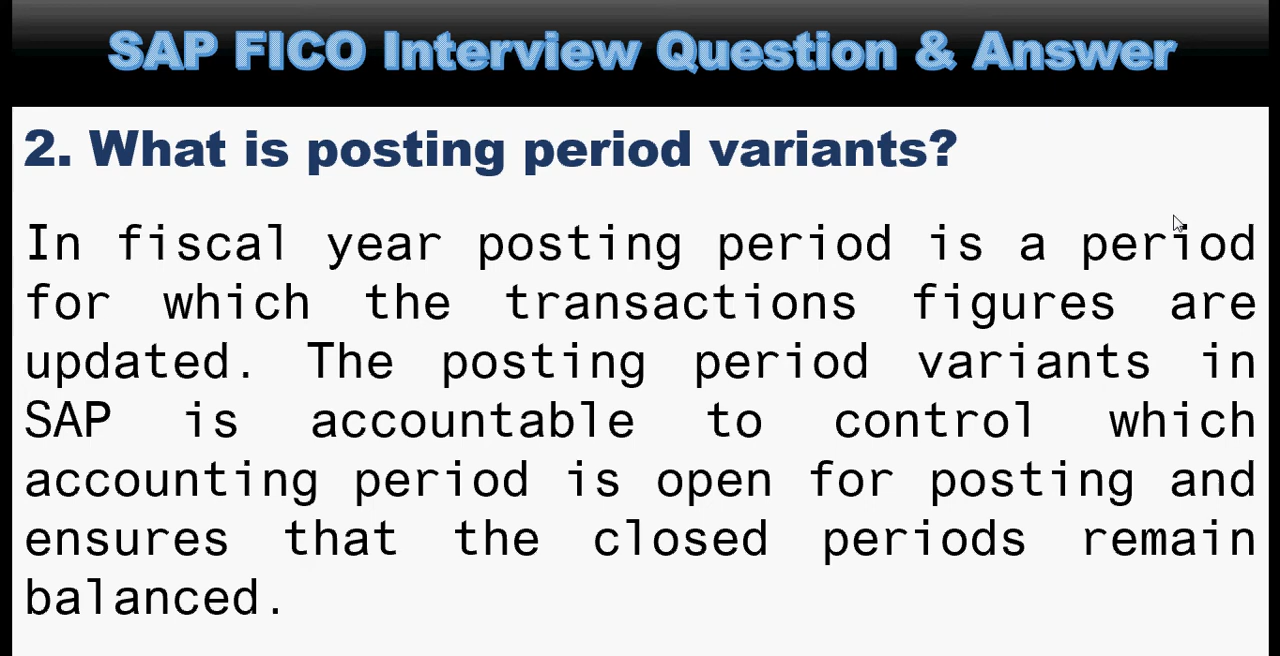 SAP FICO Interview Question & Answer
2. What is posting period variants?
In fiscal year posting period is a period
for which the transactions figures are
updated. The posting period variants in
SAP is accountable to control which
accounting period is open for posting and
ensures that the closed periods remain
balanced.